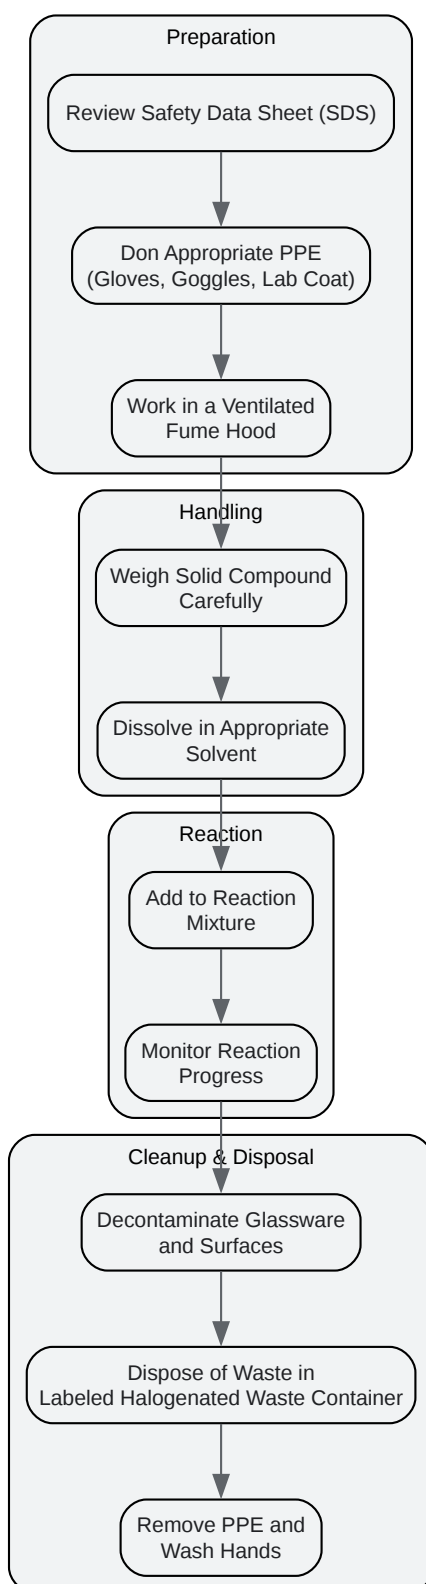 Preparation
Review Safety Data Sheet (SDS)
Don Appropriate PPE
(Gloves, Goggles, Lab Coat)
Work in a Ventilated
Fume Hood
Handling
Weigh Solid Compound
Carefully
Dissolve in Appropriate
Solvent
Reaction
Add to Reaction
Mixture
Monitor Reaction
Progress
Cleanup & Disposal
Decontaminate Glassware
and Surfaces
Dispose of Waste in
Labeled Halogenated Waste Container
Remove PPE and
Wash Hands